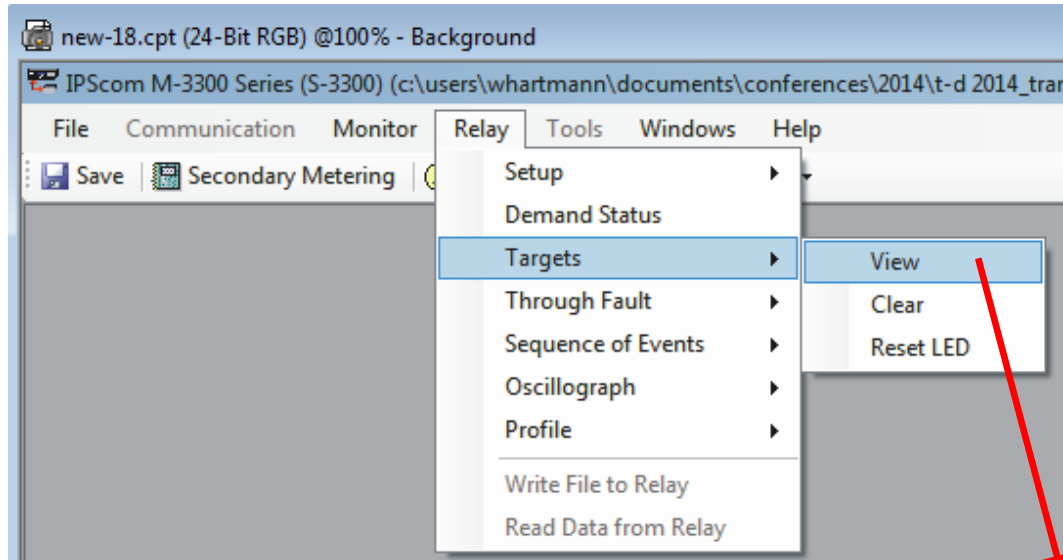 new-18.cpt (24-Bit RGB) @100% - Background
IPScom M-3300 Series (S-3300) (c:\users\whartmann\documents\conferences\2014\t-d 2014_tran
File Communication Monitor Relay Tools Windows Help
Save Secondary Metering
Setup
Demand Status
Targets
Through Fault
Sequence of Events
Oscillograph
Profile
Write File to Relay
Read Data from Relay
View
Clear
Reset LED